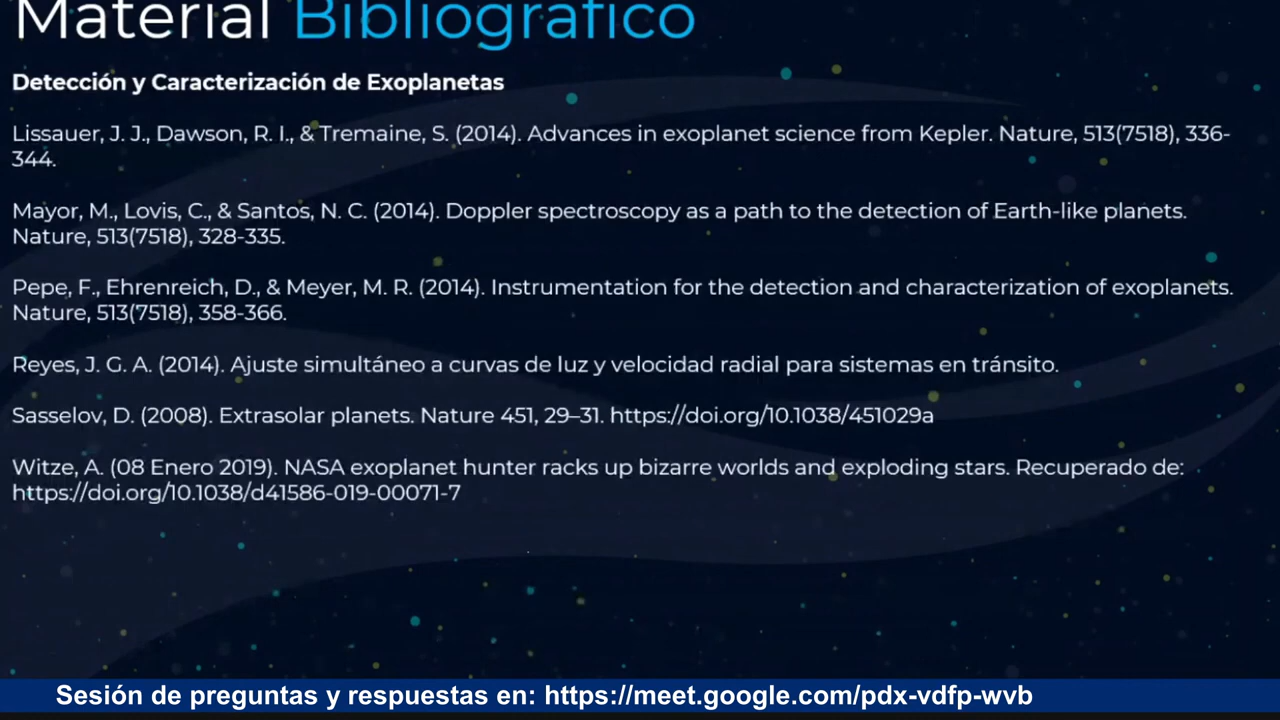 Material Bibliográfico
Detección y Caracterización de Exoplanetas
Lissauer, J. J., Dawson, R. I., & Tremaine, S. (2014). Advances in exoplanet science from Kepler. Nature, 513(7518), 336-
344.
Mayor, M., Lovis, C., & Santos, N. C. (2014). Doppler spectroscopy as a path to the detection of Earth-like planets.
Nature, 513(7518), 328-335.
Pepe, F., Ehrenreich, D., & Meyer, M. R. (2014). Instrumentation for the detection and characterization of exoplanets.
Nature, 513(7518), 358-366.
Reyes, J. G. A. (2014). Ajuste simultáneo a curvas de luz y velocidad radial para sistemas en tránsito.
Sasselov, D. (2008). Extrasolar planets. Nature 451, 29–31. https://doi.org/10.1038/451029a
Witze, A. (08 Enero 2019). NASA exoplanet hunter racks up bizarre worlds and exploding stars. Recuperado de:
https://doi.org/10.1038/d41586-019-00071-7
Sesión de preguntas y respuestas en: https://meet.google.com/pdx-vdfp-wvb